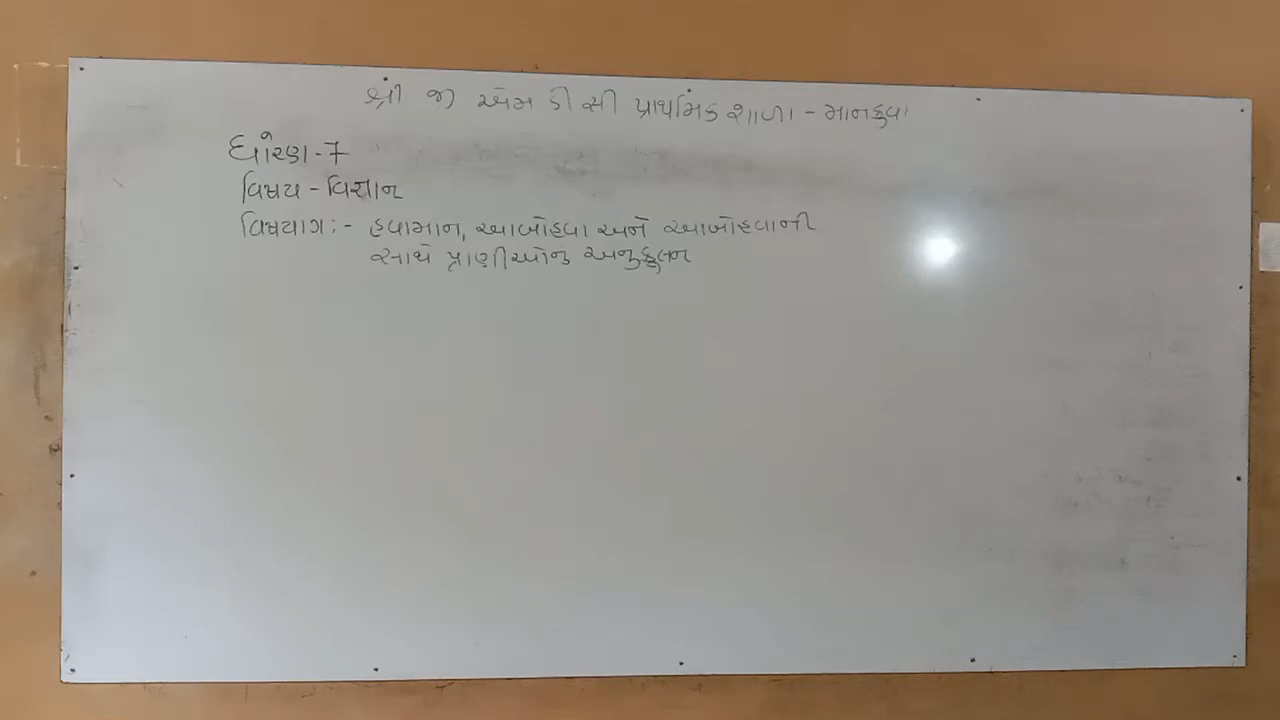 શ્રી જી એમ ડી સી પ્રાથમિક શાળા - માનકુવા
ધોરણ - 7
વિષય - વિજ્ઞાન
વિષયાંગ :- હવામાન, આબોહવા અને આબોહવાની
સાથે પ્રાણીઓનું અનુકૂલન